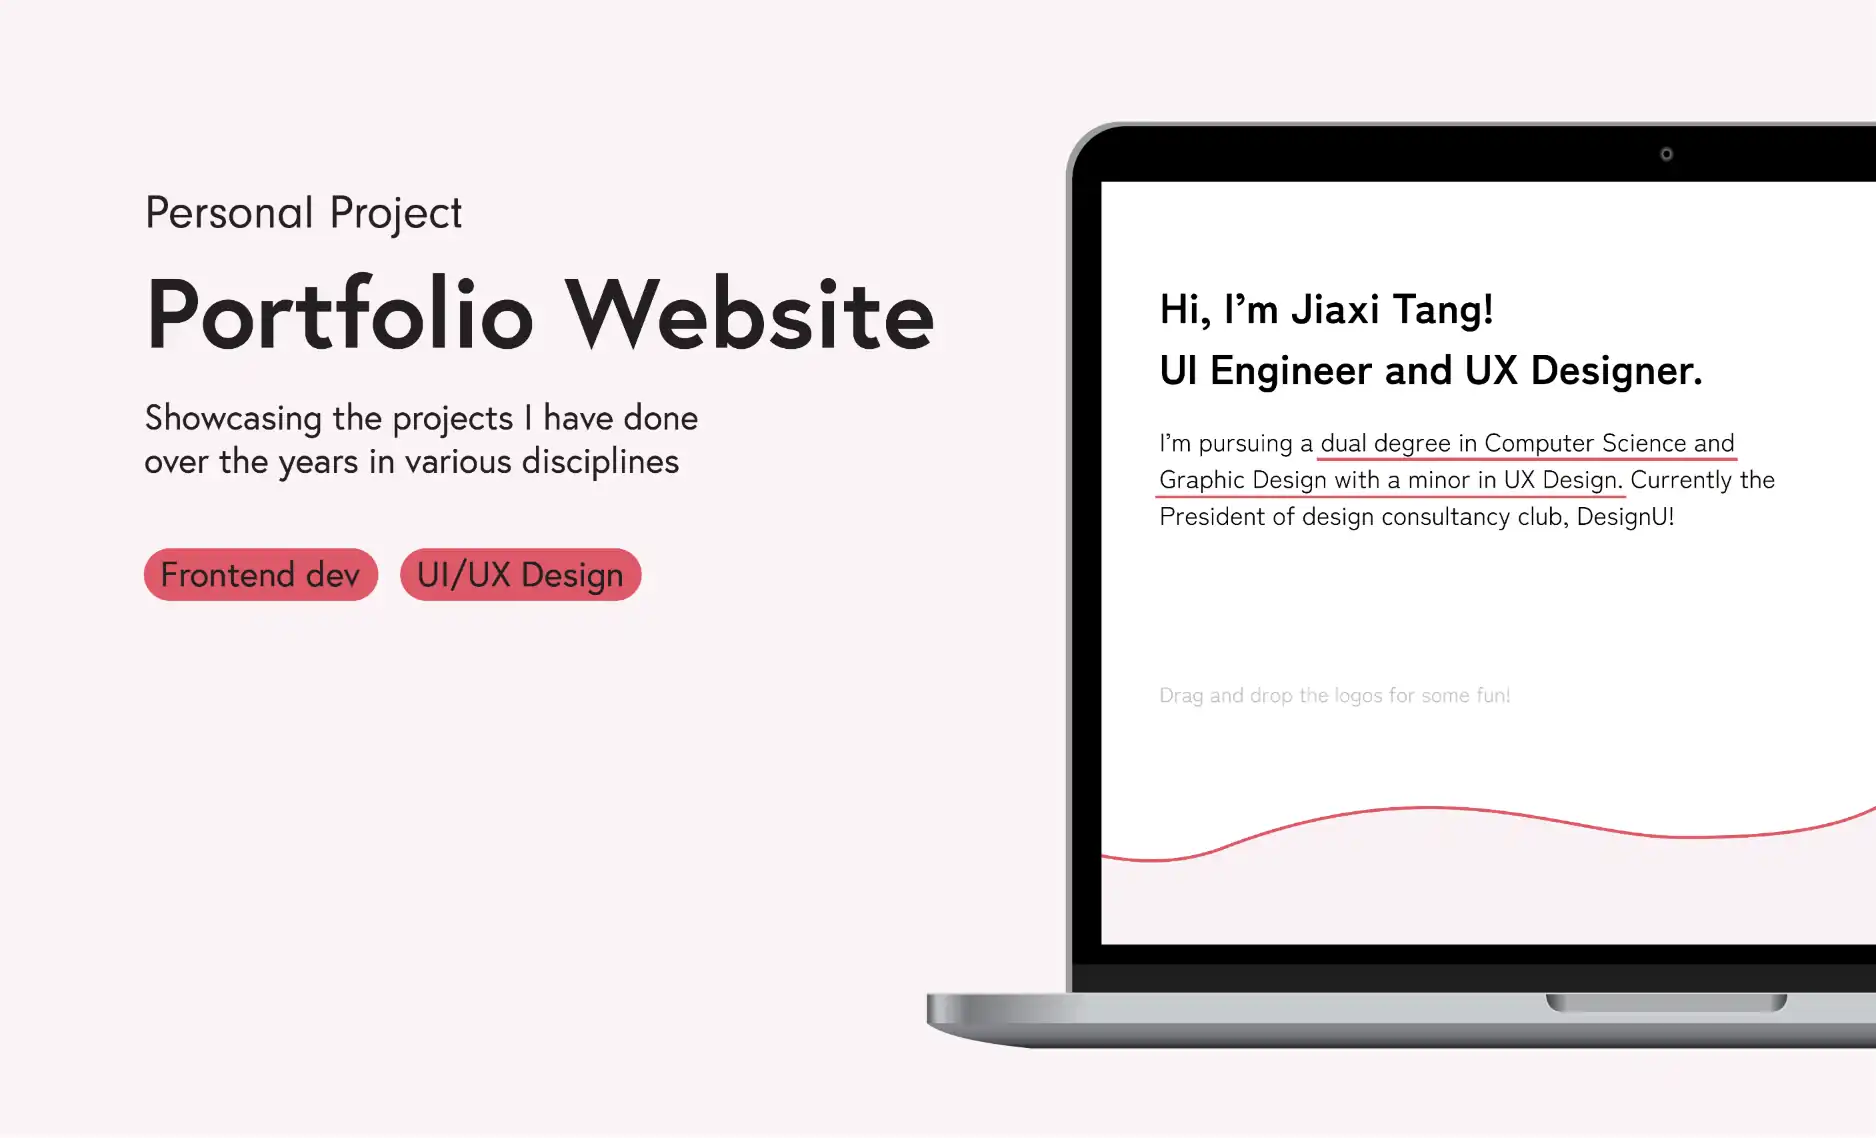 Personal Project
Portfolio Website
Showcasing the projects I have done
over the years in various disciplines
Frontend dev
UI/UX Design
Hi, I’m Jiaxi Tang!
UI Engineer and UX Designer.
I’m pursuing a dual degree in Computer Science and
Graphic Design with a minor in UX Design. Currently the
President of design consultancy club, DesignU!
Drag and drop the logos for some fun!